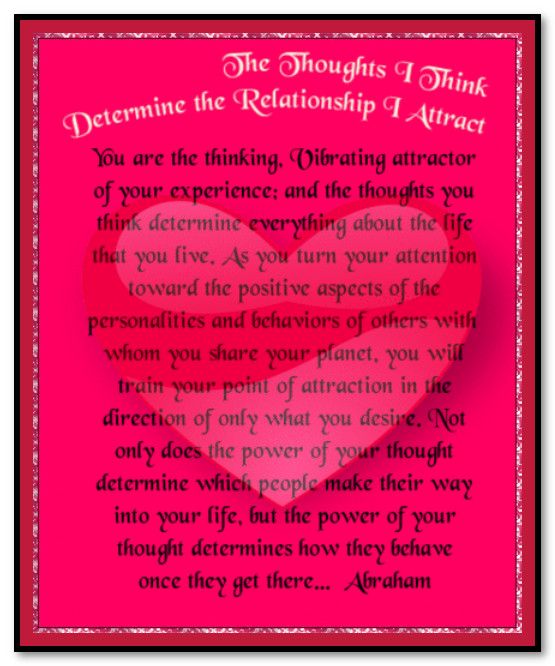 The Thoughts I Think
Determine the Relationship I Attract
You are the thinking, Vibrating attractor
of your experience; and the thoughts you
think determine everything about the life
that you live. As you turn your attention
toward the positive aspects of the
personalities and behaviors of others with
whom you share your planet, you will
train your point of attraction in the
direction of only what you desire. Not
only does the power of your thought
determine which people make their way
into your life, but the power of your
thought determines how they behave
once they get there... Abraham